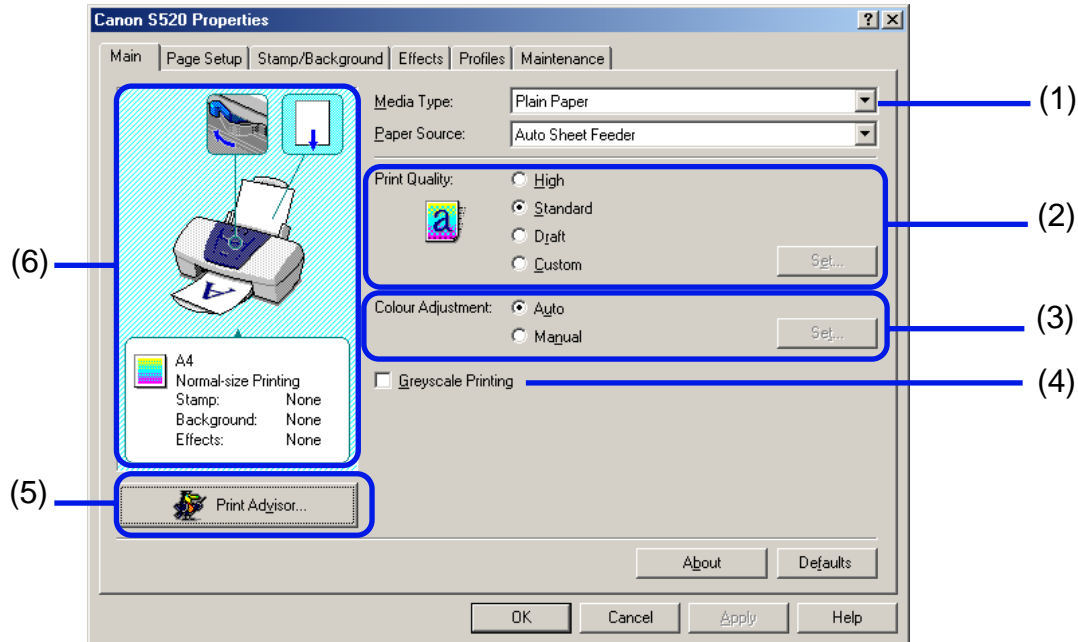 Canon S520 Properties
Main Page Setup Stamp/Background Effects Profiles Maintenance
Media Type: Plain Paper (1)
Paper Source: Auto Sheet Feeder
Print Quality: High
a
Standard (2)
Draft
Custom Set...
(6)
A
Colour Adjustment: Auto (3)
Manual Set...
A4
Normal-size Printing
Stamp: None
Background: None
Effects: None
Greyscale Printing (4)
(5) Print Advisor...
About Defaults
OK Cancel Apply Help